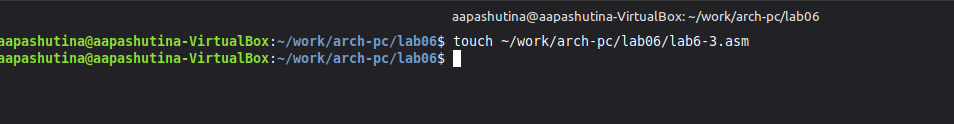 aapashutina@aapashutina-VirtualBox: ~/work/arch-pc/lab06
aapashutina@aapashutina-VirtualBox:~/work/arch-pc/lab06$ touch ~/work/arch-pc/lab06/lab6-3.asm
aapashutina@aapashutina-VirtualBox:~/work/arch-pc/lab06$